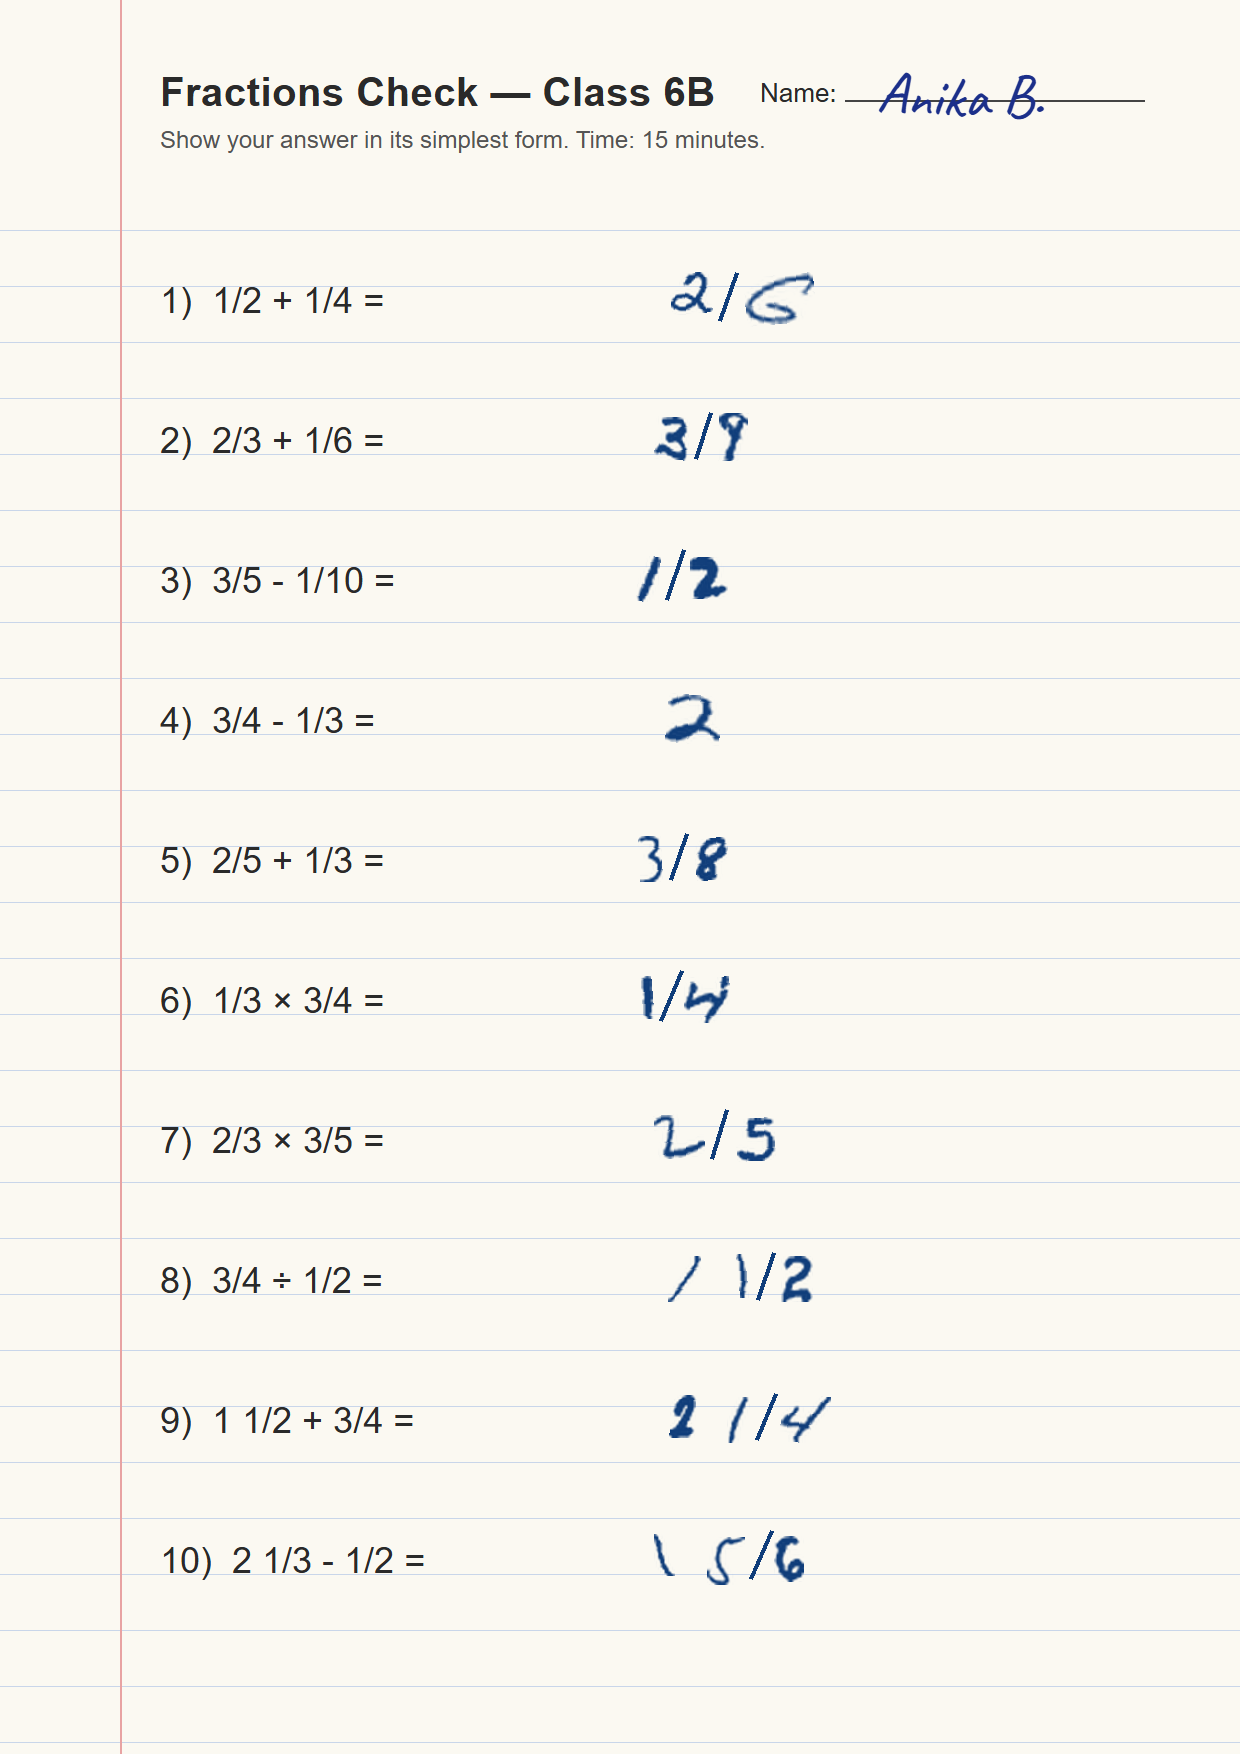 Fractions Check — Class 6B Name: Anika B.
Show your answer in its simplest form. Time: 15 minutes.
1) 1/2 + 1/4 = 2/6
2) 2/3 + 1/6 = 3/9
3) 3/5 - 1/10 = 1/2
4) 3/4 - 1/3 = 2
5) 2/5 + 1/3 = 3/8
6) 1/3 × 3/4 = 1/4
7) 2/3 × 3/5 = 2/5
8) 3/4 ÷ 1/2 = 1 1/2
9) 1 1/2 + 3/4 = 2 1/4
10) 2 1/3 - 1/2 = 1 5/6